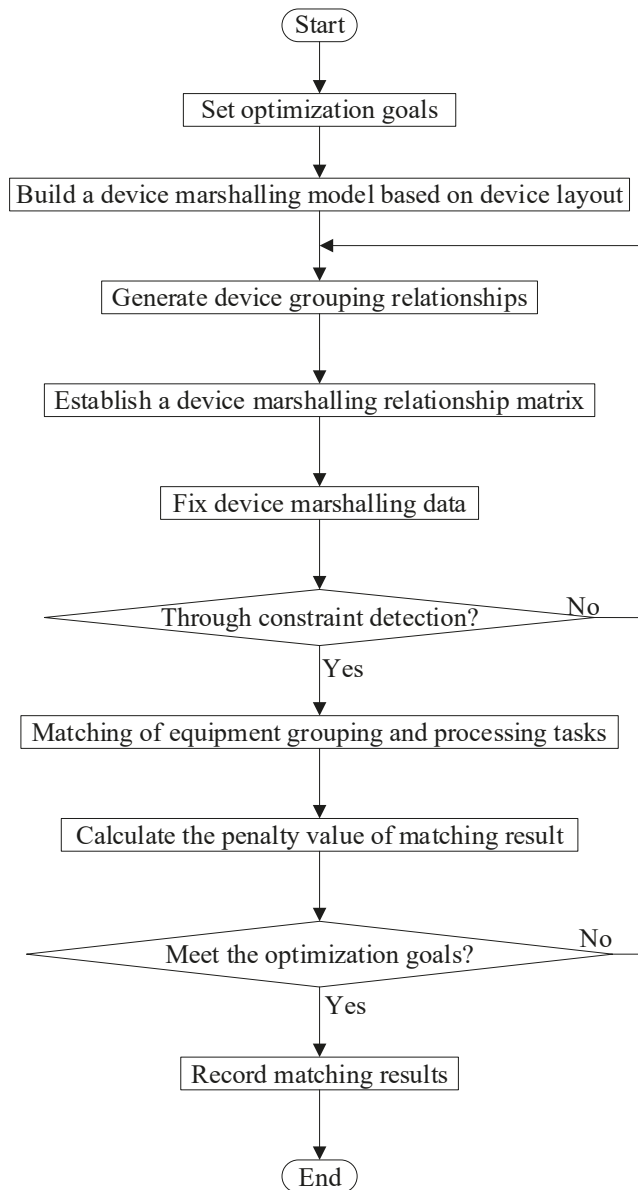 Start
Set optimization goals
Build a device marshalling model based on device layout
Generate device grouping relationships
Establish a device marshalling relationship matrix
Fix device marshalling data
Through constraint detection?
No
Yes
Matching of equipment grouping and processing tasks
Calculate the penalty value of matching result
Meet the optimization goals?
No
Yes
Record matching results
End